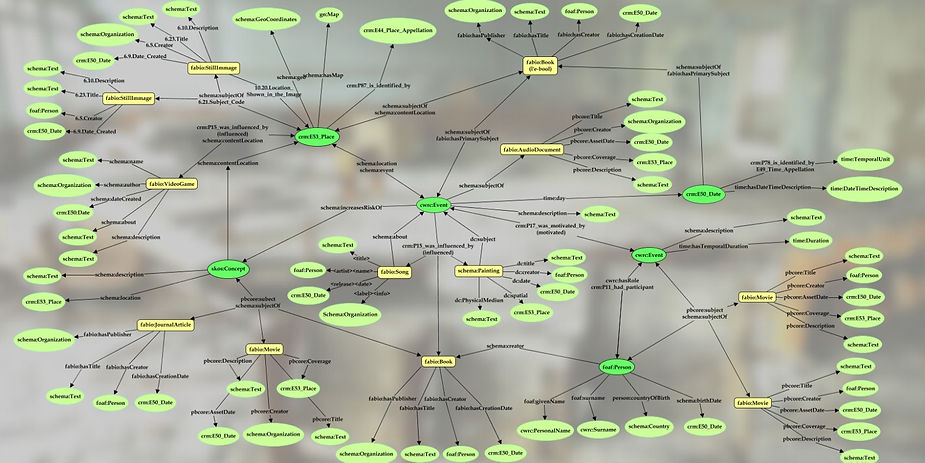 schema:Text
schema:Text
6.10.Description
6.23.Title
schema:Organization
6.5.Creator
crm:E50_Date
6.9.Date_Created
fabio:StillImmage
schema:GeoCoordinates
gn:Map
crm:E44_Place_Appellation
schema:geo
schema:hasMap
crm:P87_is_identified_by
schema:Organization
schema:Text
foaf:Person
crm:E50_Date
fabio:hasPublisher
fabio:hasTitle
fabio:hasCreator
fabio:hasCreationDate
fabio:Book
(l'e-bool)
schema:Text
6.10.Description
schema:Text
6.23.Title
foaf:Person
6.5.Creator
crm:E50_Date
6.9.Date_Created
fabio:StillImmage
schema:subjectOf
6.21.Subject_Code
10.20.Location_
Shown_in_the_Image
schema:subjectOf
schema:contentLocation
schema:subjectOf
fabio:hasPrimarySubject
crm:E53_Place
crm:P15_was_influenced_by
(influenced)
schema:contentLocation
schema:subjectOf
fabio:hasPrimarySubject
schema:Text
schema:Organization
crm:E50_Date
crm:E53_Place
schema:Text
pbcore:Title
pbcore:Creator
pbcore:AssetDate
pbcore:Coverage
pbcore:Description
fabio:AudioDocument
schema:subjectOf
schema:location
schema:event
schema:contentLocation
schema:Text
schema:name
schema:Organization
schema:author
fabio:VideoGame
crm:E50:Date
schema:dateCreated
schema:Text
schema:about
schema:Text
schema:description
schema:increasesRiskOf
cwrc:Event
time:day
crm:E50_Date
crm:P78_is_identified_by
E49_Time_Appellation
time:TemporalUnit
time:hasDateTimeDescription
time:DateTimeDescription
schema:description
schema:Text
crm:P17_was_motivated_by
(motivated)
schema:description
schema:Text
time:hasTemporalDuration
time:Duration
cwrc:Event
schema:about
crm:P15_was_influenced_by
(influenced)
dc:subject
schema:Text
<title>
foaf:Person
<artist><name>
crm:E50_Date
<release><date>
<label><info>
Schema:Organization
fabio:Song
schema:Painting
dc:title
schema:Text
dc:creator
foaf:Person
dc:date
crm:E50_Date
dc:spatial
crm:E53_Place
dc:PhysicalMedium
schema:Text
skos:Concept
schema:description
schema:Text
schema:location
crm:E53_Place
cwrc:hasRole
crm:P11_had_participant
pbcore:subject
schema:subjectOf
fabio:Movie
pbcore:Title
schema:Text
pbcore:Creator
foaf:Person
pbcore:AssetDate
crm:E50_Date
pbcore:Coverage
crm:E53_Place
pbcore:Description
schema:Text
pbcore:subect
schema:subjectOf
fabio:JournalArticle
schema:Organization
fabio:hasPublisher
fabio:hasTitle
fabio:hasCreator
fabio:hasCreationDate
schema:Text
foaf:Person
crm:E50_Date
fabio:Movie
pbcore:Description
pbcore:Coverage
schema:Text
crm:E53_Place
pbcore:AssetDate
pbcore:Creator
pbcore:Title
crm:E50_Date
schema:Organization
schema:Text
fabio:Book
schema:creator
fabio:hasPublisher
fabio:hasTitle
fabio:hasCreator
fabio:hasCreationDate
schema:Organization
schema:Text
foaf:Person
crm:E50_Date
foaf:Person
foaf:givenName
foaf:surname
person:countryOfBirth
schema:birthDate
cwrc:PersonalName
cwrc:Surname
schema:Country
crm:E50_Date
fabio:Movie
pbcore:Title
schema:Text
pbcore:Creator
foaf:Person
pbcore:AssetDate
crm:E50_Date
pbcore:Coverage
crm:E53_Place
pbcore:Description
schema:Text